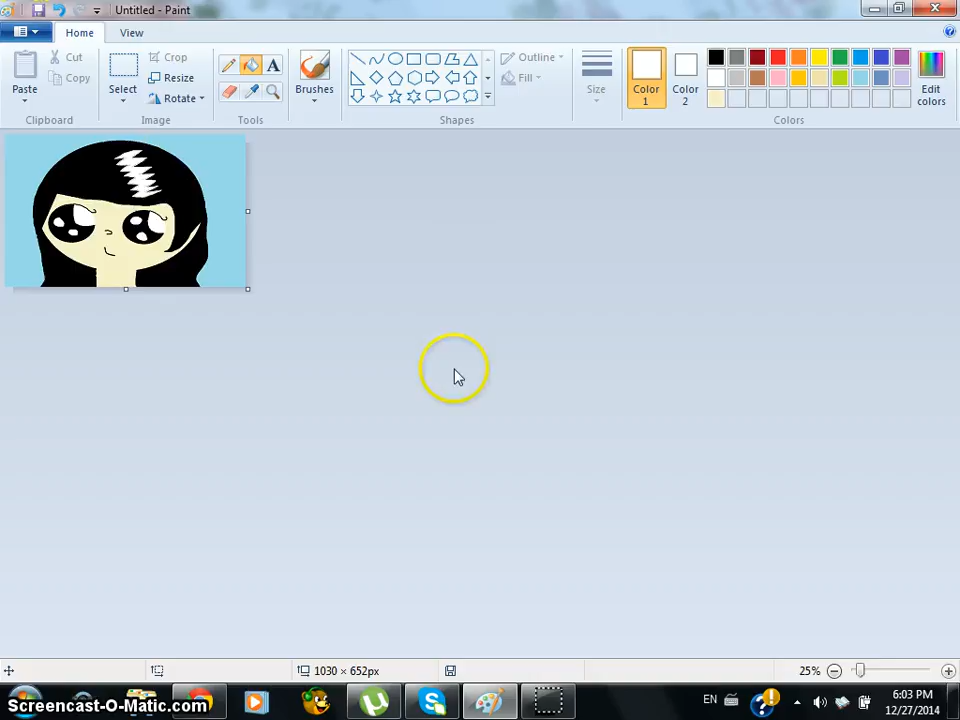 Untitled - Paint
Home
View
Paste
Cut
Copy
Clipboard
Select
Crop
Resize
Rotate
Image
A
Tools
Brushes
Outline
Fill
Shapes
Size
Color
1
Color
2
Edit
colors
Colors
1030 × 652px
25%
EN
6:03 PM
12/27/2014
Screencast-O-Matic.com